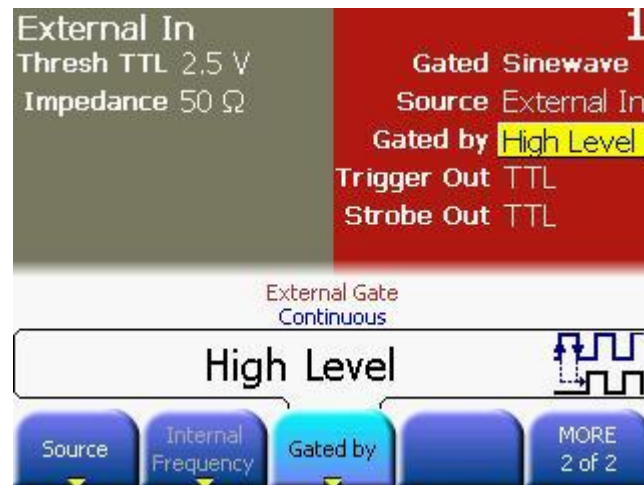 External In
Thresh TTL 2.5 V
Impedance 50 Ω
1
Gated Sinewave
Source External In
Gated by High Level
Trigger Out TTL
Strobe Out TTL
External Gate
Continuous
High Level
Source
Internal
Frequency
Gated by
MORE
2 of 2